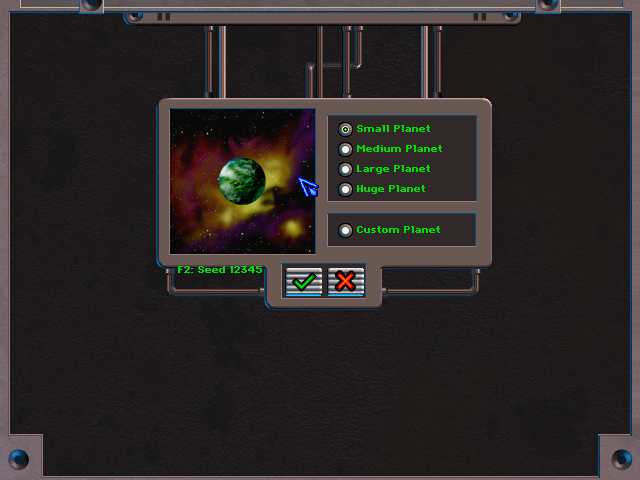 Small Planet
Medium Planet
Large Planet
Huge Planet
Custom Planet
F2: Seed 12345